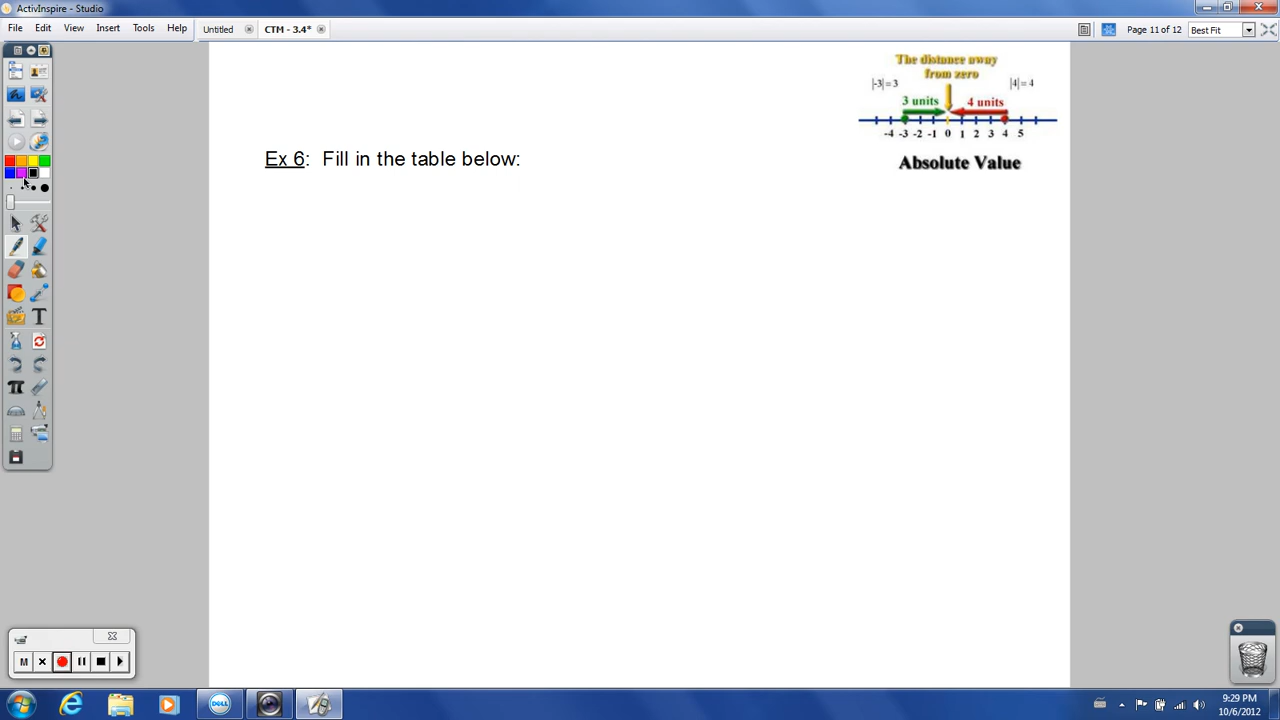 ActivInspire - Studio
File Edit View Insert Tools Help
Untitled
CTM - 3.4*
Page 11 of 12
Best Fit
The distance away
from zero
|-3|=3
|4|=4
3 units
4 units
-4 -3 -2 -1 0 1 2 3 4 5
Absolute Value
Ex 6: Fill in the table below:
T
M
DELL
9:29 PM
10/6/2012